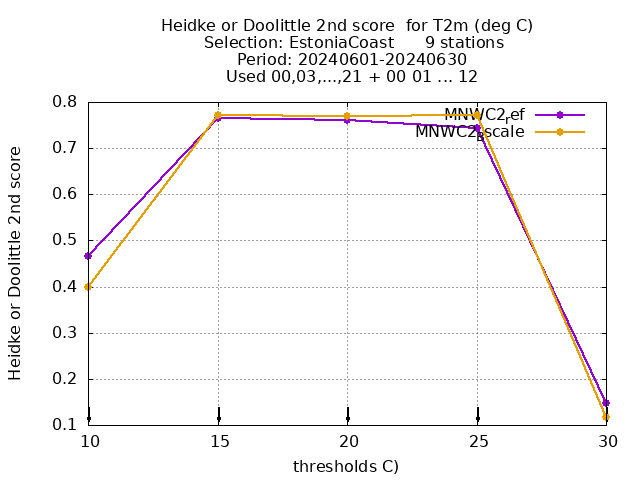 Heidke or Doolittle 2nd score  for T2m (deg C)
Selection: EstoniaCoast      9 stations
Period: 20240601-20240630
Used 00,03,...,21 + 00 01 ... 12
Heidke or Doolittle 2nd score
0.8
0.7
0.6
0.5
0.4
0.3
0.2
0.1
MNWC2ref
MNWC2bscale
10
15
20
25
30
thresholds C)